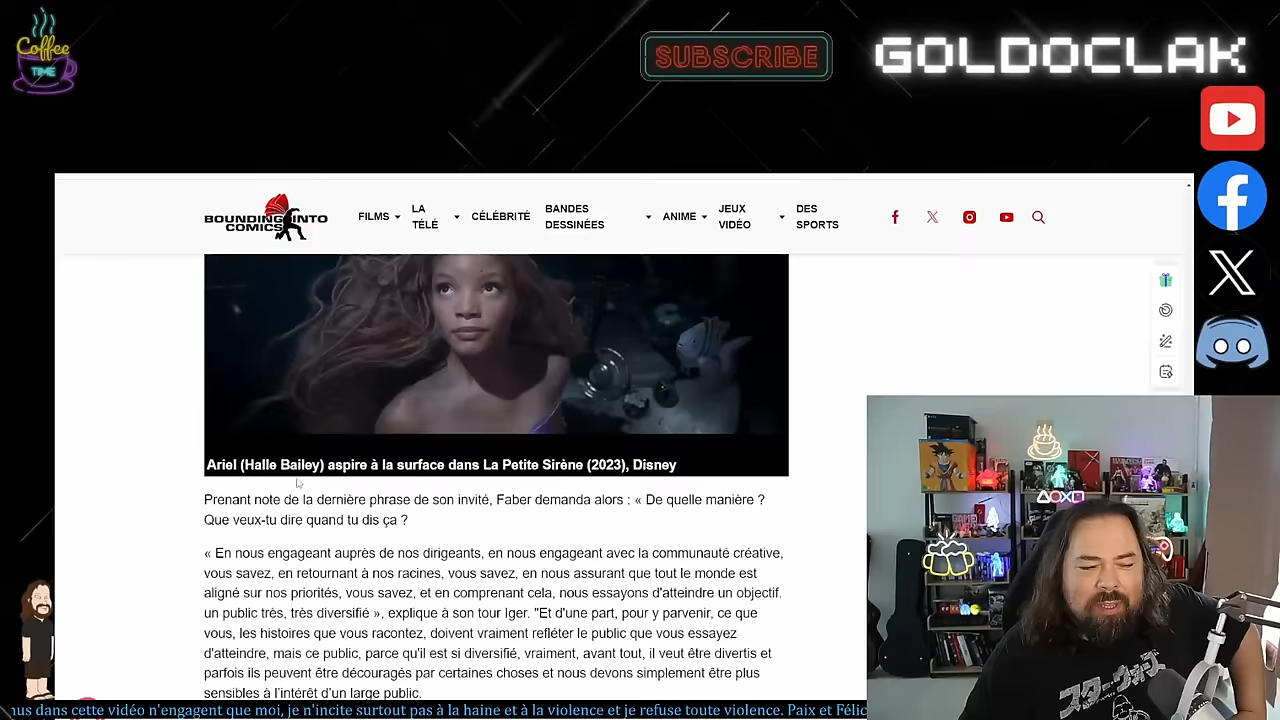 Coffee
TIME
SUBSCRIBE
GOLDOCLAK
BOUNDING INTO
COMICS
FILMS
LA
TÉLÉ
CÉLÉBRITÉ
BANDES
DESSINÉES
ANIME
JEUX
VIDÉO
DES
SPORTS
Ariel (Halle Bailey) aspire à la surface dans La Petite Sirène (2023), Disney
Prenant note de la dernière phrase de son invité, Faber demanda alors : « De quelle manière ?
Que veux-tu dire quand tu dis ça ?
« En nous engageant auprès de nos dirigeants, en nous engageant avec la communauté créative,
vous savez, en retournant à nos racines, vous savez, en nous assurant que tout le monde est
aligné sur nos priorités, vous savez, et en comprenant cela, nous essayons d'atteindre un objectif.
un public très, très diversifié », explique à son tour Iger. "Et d'une part, pour y parvenir, ce que
vous, les histoires que vous racontez, doivent vraiment refléter le public que vous essayez
d'atteindre, mais ce public, parce qu'il est si diversifié, vraiment, avant tout, il veut être divertis et
parfois ils peuvent être découragés par certaines choses et nous devons simplement être plus
sensibles à l'intérêt d'un large public.
dans cette vidéo n'engagent que moi, je n'incite surtout pas à la haine et à la violence et je refuse toute violence. Paix et Félic
スター・ウォーズ